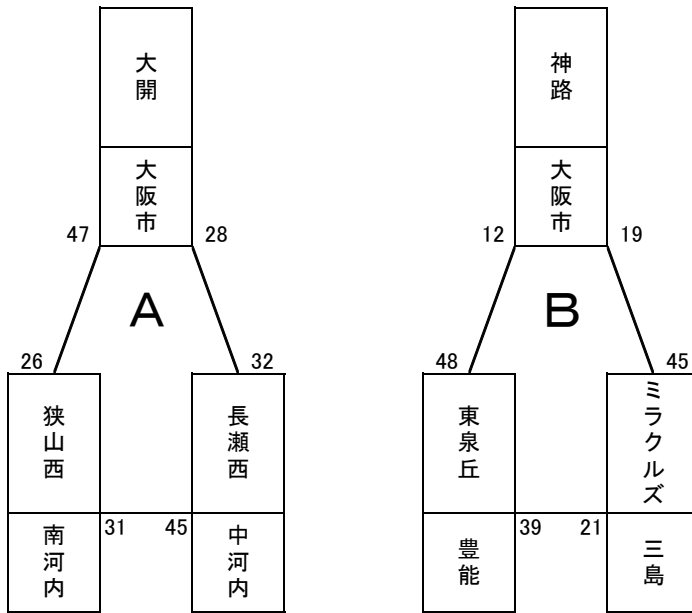 大開
神路
大阪市
大阪市
47
28
12
19
A
B
26
32
48
45
狭山西
長瀬西
東泉丘
ミラクルズ
南河内
31
45
中河内
豊能
39
21
三島